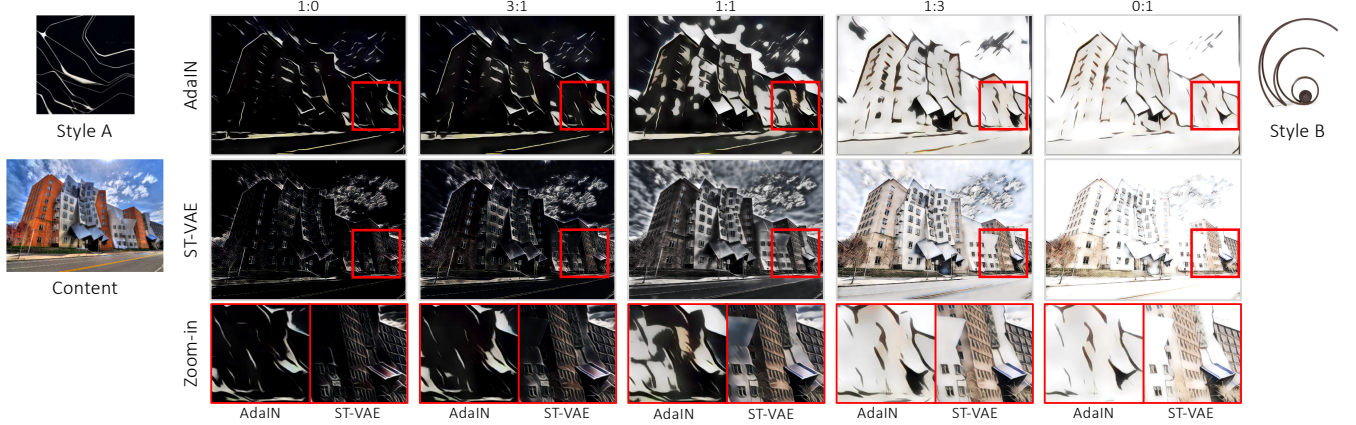 1:0 3:1 1:1 1:3 0:1
AdaIN
Style A
Style B
ST-VAE
Content
Zoom-in
AdaIN ST-VAE AdaIN ST-VAE AdaIN ST-VAE AdaIN ST-VAE AdaIN ST-VAE